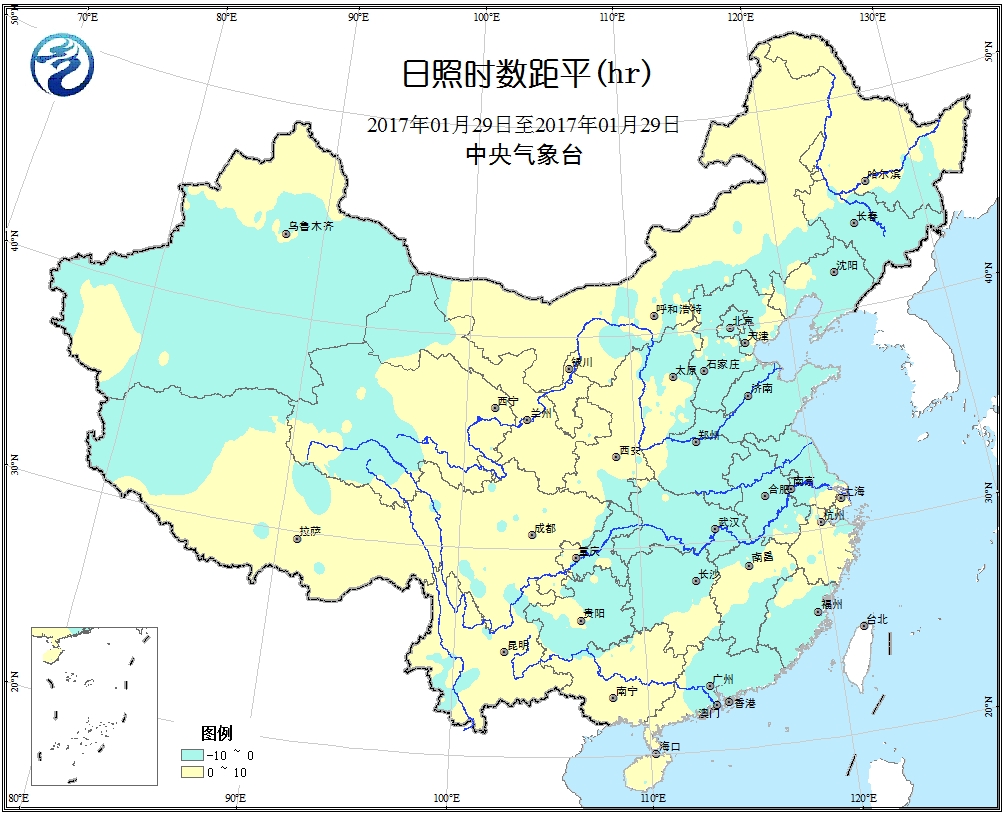 50°N
70°E
80°E
90°E
100°E
110°E
120°E
130°E
50°N
日照时数距平(hr)
2017年01月29日至2017年01月29日
中央气象台
哈尔滨
长春
乌鲁木齐
40°N
沈阳
40°N
呼和浩特
北京
天津
银川
太原
石家庄
济南
西宁
兰州
郑州
西安
30°N
南京
合肥
上海
30°N
杭州
拉萨
成都
武汉
重庆
南昌
长沙
贵阳
福州
台北
昆明
20°N
广州
南宁
香港
澳门
20°N
海口
图例
-10 ~ 0
0 ~ 10
80°E
90°E
100°E
110°E
120°E